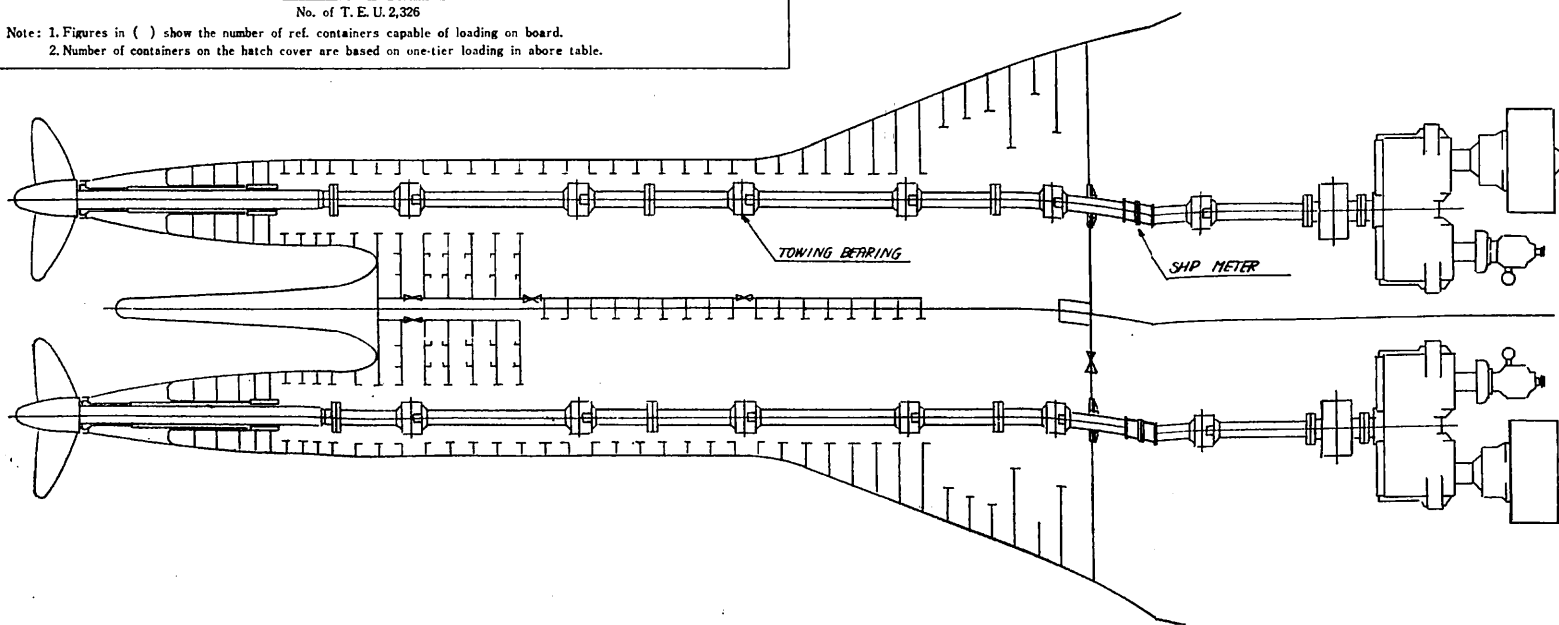 No. of T. E. U. 2,326
Note: 1. Figures in ( ) show the number of ref. containers capable of loading on board.
2. Number of containers on the hatch cover are based on one-tier loading in above table.
TOWING BEARING
SHP METER